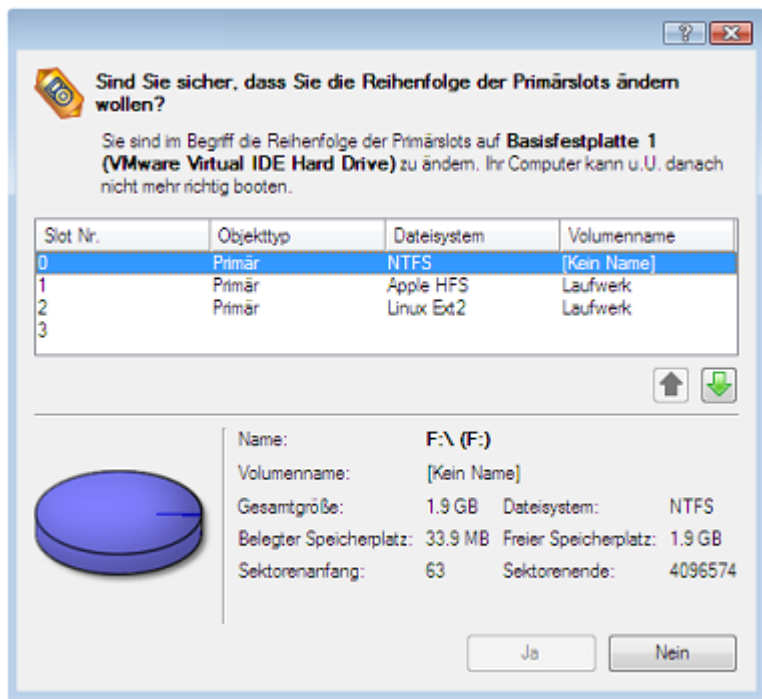 Sind Sie sicher, dass Sie die Reihenfolge der Primärslots ändern
wollen?
Sie sind im Begriff die Reihenfolge der Primärslots auf Basisfestplatte 1
(VMware Virtual IDE Hard Drive) zu ändern. Ihr Computer kann u.U. danach
nicht mehr richtig booten.
Slot Nr. Objekttyp Dateisystem Volumenname
0 Primär NTFS [Kein Name]
1 Primär Apple HFS Laufwerk
2 Primär Linux Ext2 Laufwerk
3
Name: F:\ (F:)
Volumenname: [Kein Name]
Gesamtgröße: 1.9 GB Dateisystem: NTFS
Belegter Speicherplatz: 33.9 MB Freier Speicherplatz: 1.9 GB
Sektorenanfang: 63 Sektorenende: 4096574
Ja Nein